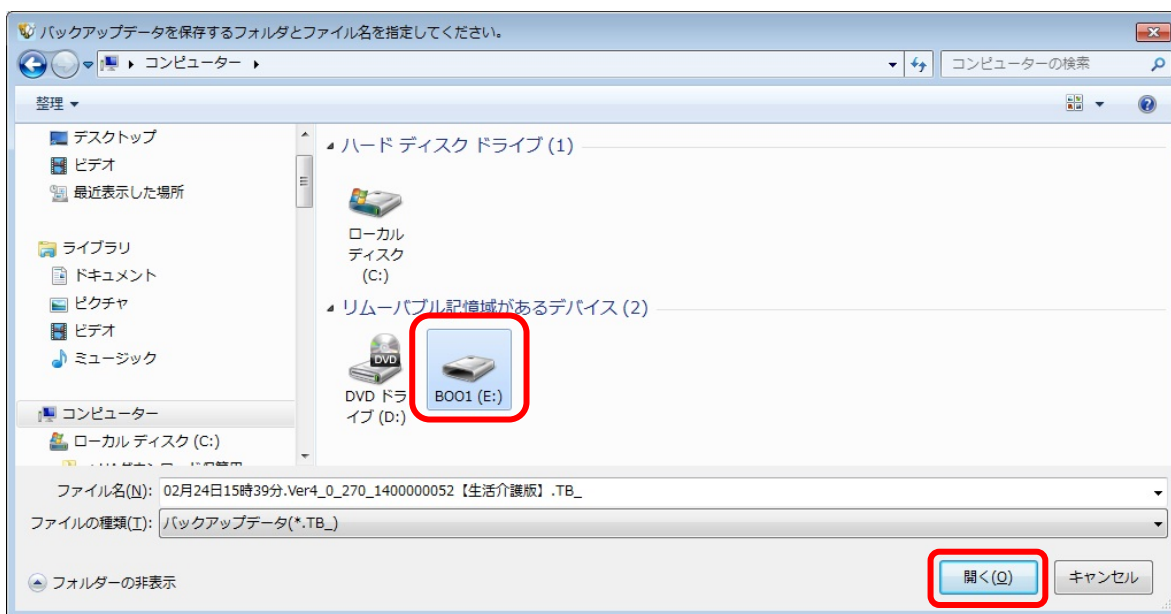 バックアップデータを保存するフォルダとファイル名を指定してください。
コンピューター
コンピューターの検索
整理
デスクトップ
ビデオ
最近表示した場所
ライブラリ
ドキュメント
ピクチャ
ビデオ
ミュージック
コンピューター
ローカル ディスク (C:)
ハード ディスク ドライブ (1)
ローカル
ディスク
(C:)
リムーバブル記憶域があるデバイス (2)
DVD
DVD ドラ
イブ (D:)
BOO1 (E:)
ファイル名(N): 02月24日15時39分.Ver4_0_270_1400000052【生活介護版】.TB_
ファイルの種類(T): バックアップデータ(*.TB_)
フォルダーの非表示
開く(O)
キャンセル